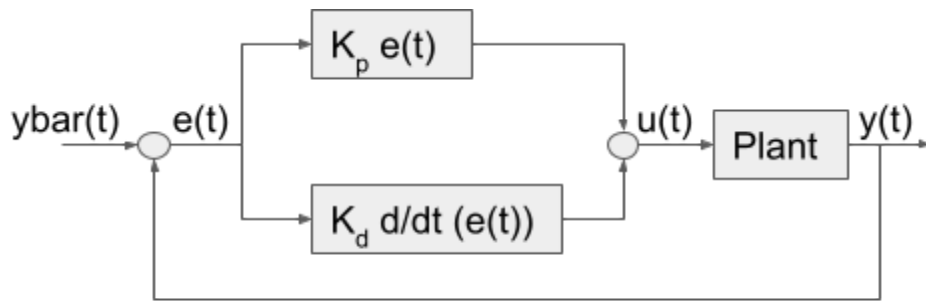 K_p e(t)
ybar(t)
e(t)
u(t)
Plant
y(t)
K_d d/dt (e(t))